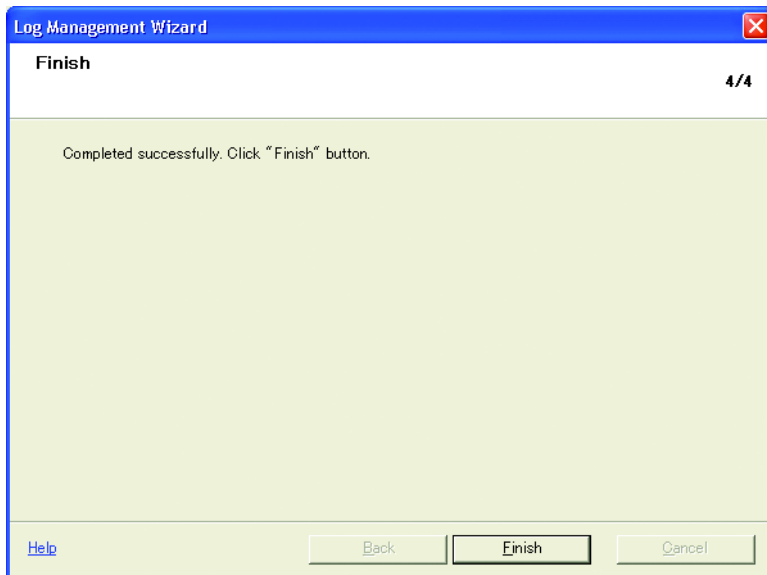 Log Management Wizard
Finish
4/4
Completed successfully. Click "Finish" button.
Help
Back
Finish
Cancel